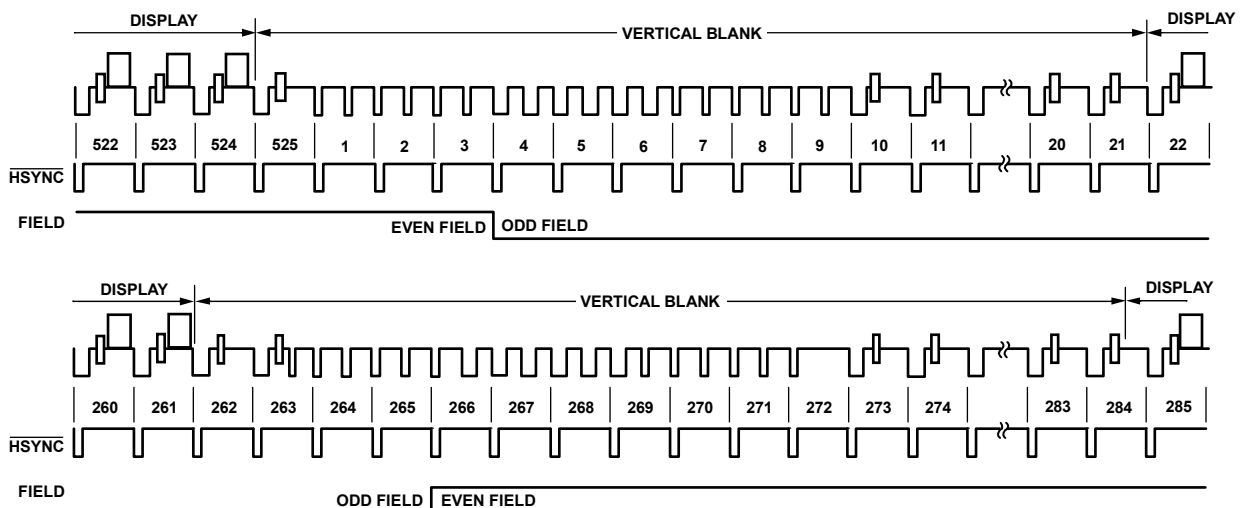 DISPLAY VERTICAL BLANK DISPLAY
522 523 524 525 1 2 3 4 5 6 7 8 9 10 11 20 21 22
HSYNC
FIELD EVEN FIELD ODD FIELD
DISPLAY VERTICAL BLANK DISPLAY
260 261 262 263 264 265 266 267 268 269 270 271 272 273 274 283 284 285
HSYNC
FIELD ODD FIELD EVEN FIELD